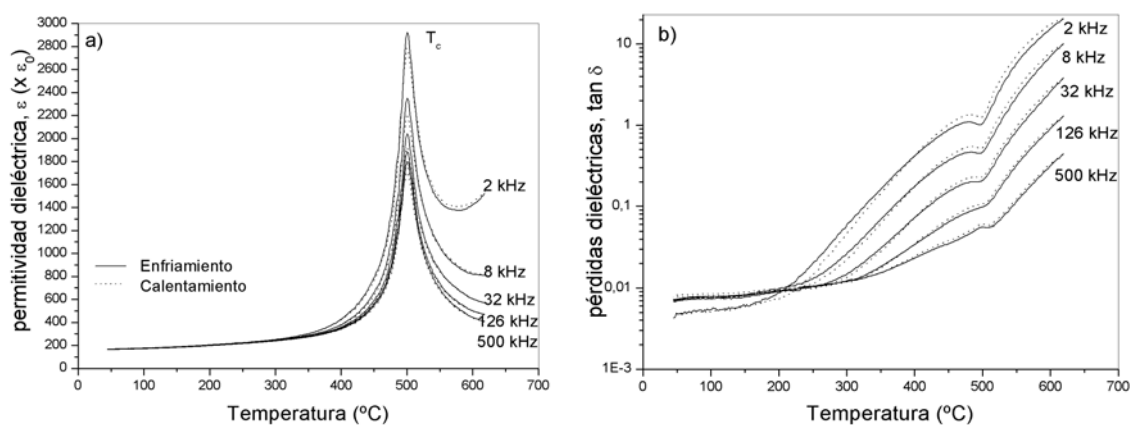 a)
T_c
permitividad dieléctrica, ε (x ε_0)
3000
2800
2600
2400
2200
2000
1800
1600
1400
1200
1000
800
600
400
200
0
2 kHz
8 kHz
32 kHz
126 kHz
500 kHz
Enfriamiento
Calentamiento
0 100 200 300 400 500 600 700
Temperatura (ºC)
b)
pérdidas dieléctricas, tan δ
10
1
0,1
0,01
1E-3
2 kHz
8 kHz
32 kHz
126 kHz
500 kHz
0 100 200 300 400 500 600 700
Temperatura (ºC)